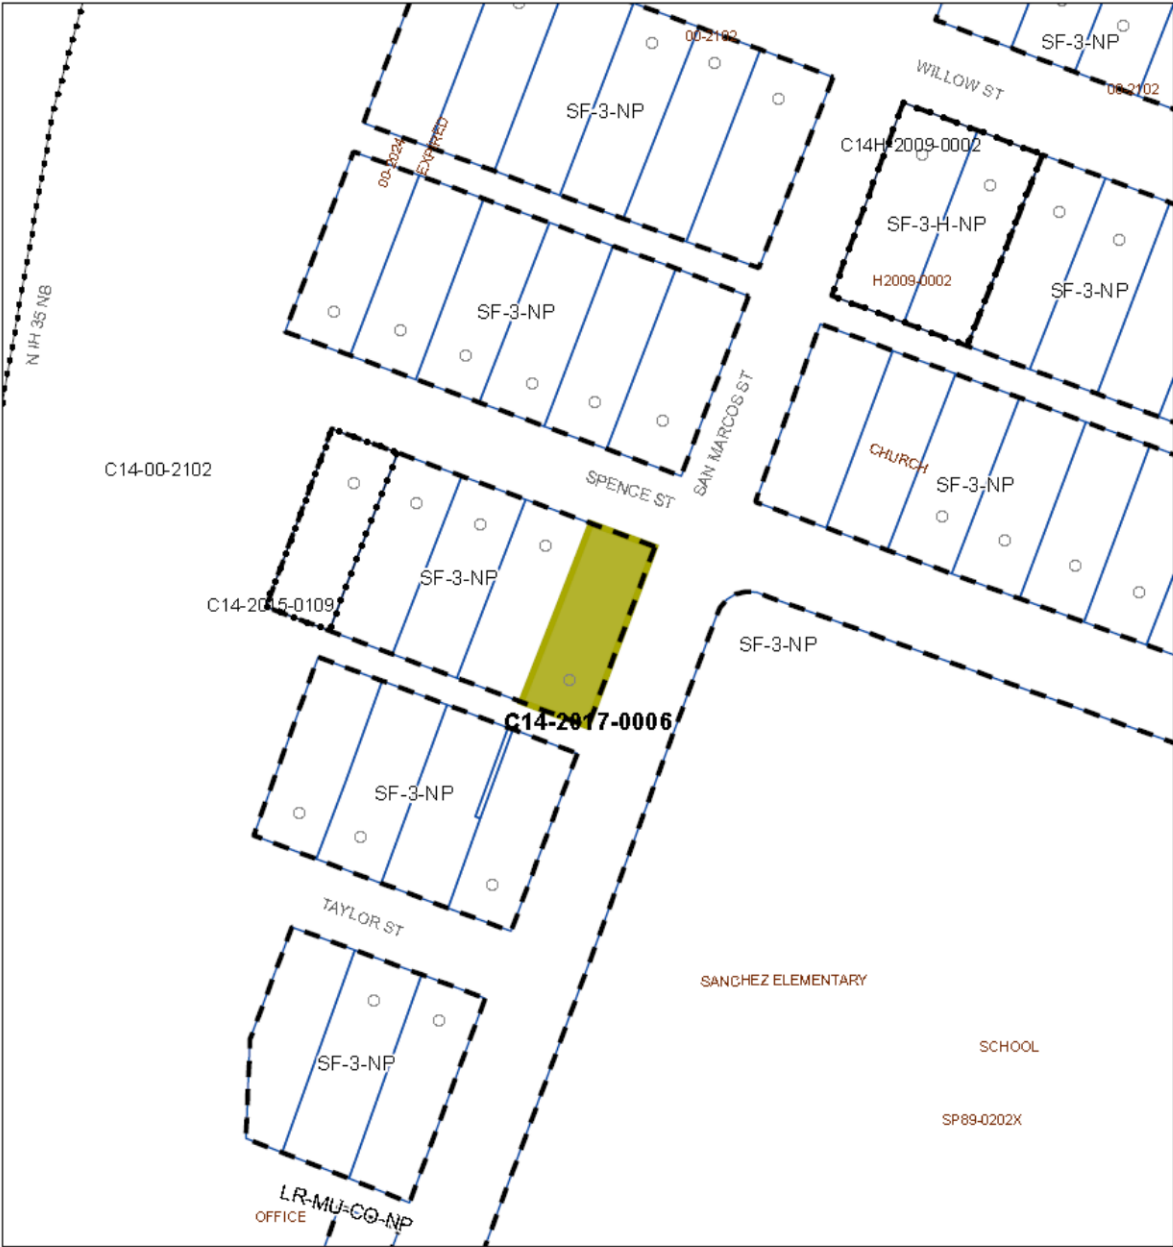 00-2102
SF-3-NP
WILLOW ST
00-2102
SF-3-NP
00-2024
EXPIRED
C14H-2009-0002
SF-3-H-NP
H2009-0002
SF-3-NP
N IH 35 NB
SF-3-NP
SAN MARCOS ST
CHURCH
SF-3-NP
C14-00-2102
SPENCE ST
SF-3-NP
C14-2015-0109
SF-3-NP
C14-2017-0006
SF-3-NP
TAYLOR ST
SANCHEZ ELEMENTARY
SCHOOL
SF-3-NP
SP89-0202X
LR-MU-CO-NP
OFFICE